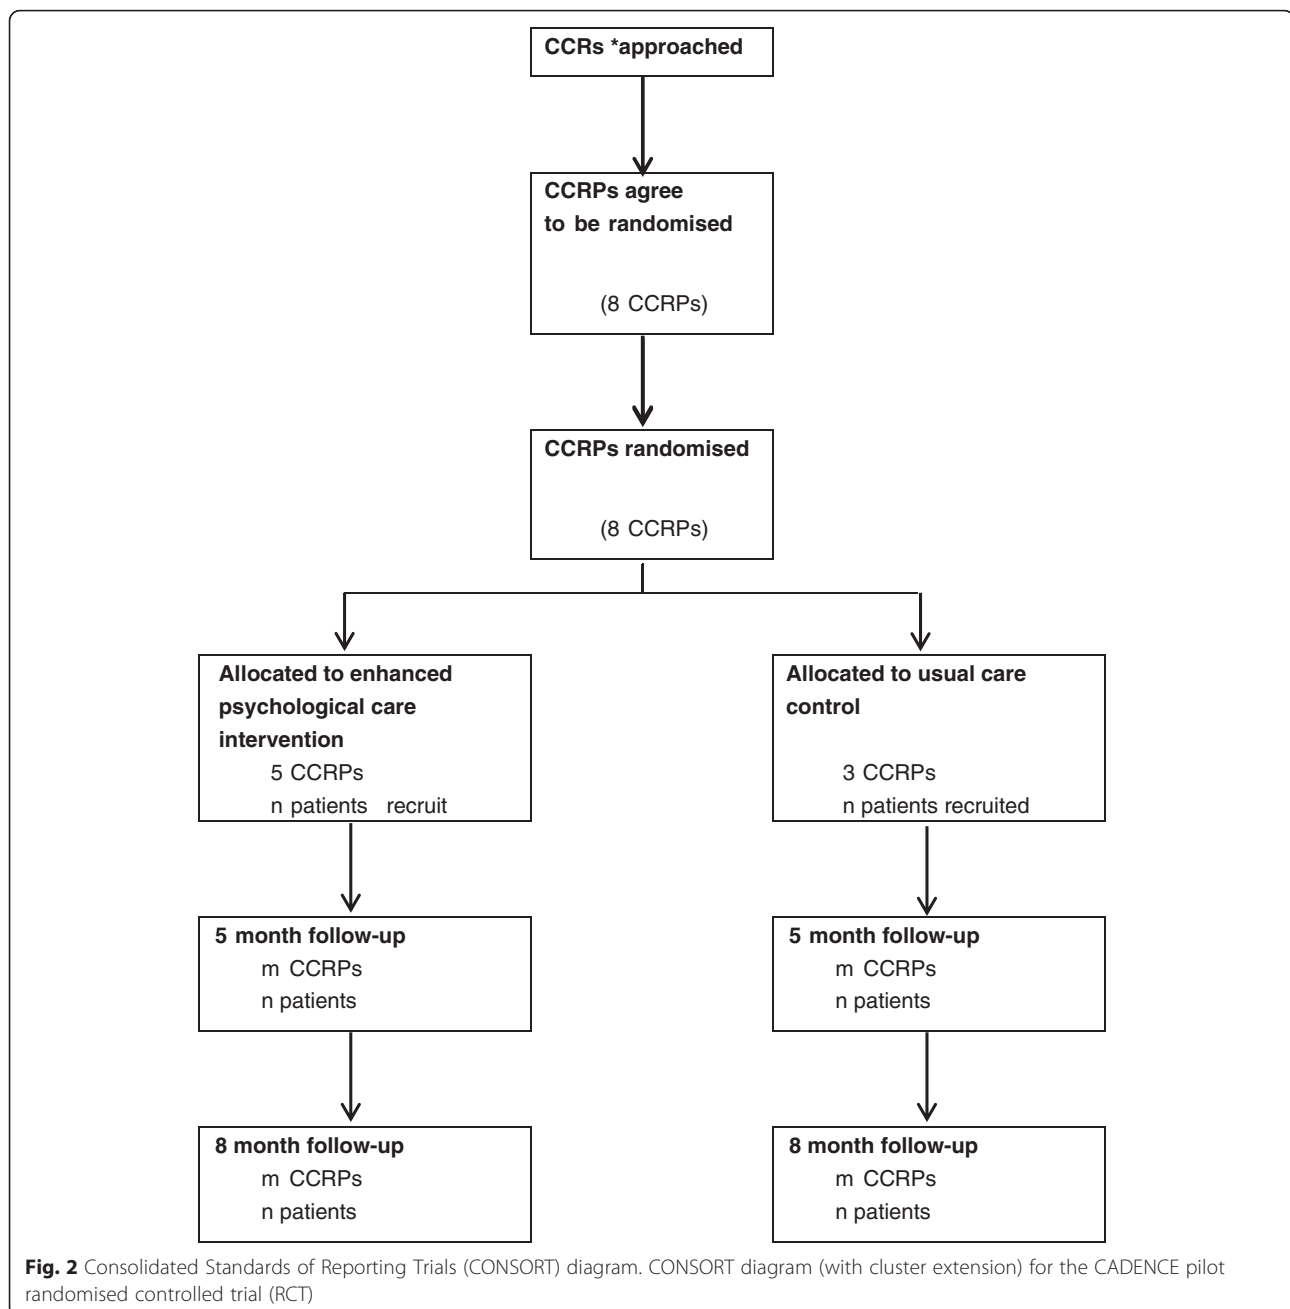 CCRs *approached
CCRPs agree
to be randomised
(8 CCRPs)
CCRPs randomised
(8 CCRPs)
Allocated to enhanced
psychological care
intervention
5 CCRPs
n patients recruit
Allocated to usual care
control
3 CCRPs
n patients recruited
5 month follow-up
m CCRPs
n patients
5 month follow-up
m CCRPs
n patients
8 month follow-up
m CCRPs
n patients
8 month follow-up
m CCRPs
n patients
Fig. 2 Consolidated Standards of Reporting Trials (CONSORT) diagram. CONSORT diagram (with cluster extension) for the CADENCE pilot
randomised controlled trial (RCT)